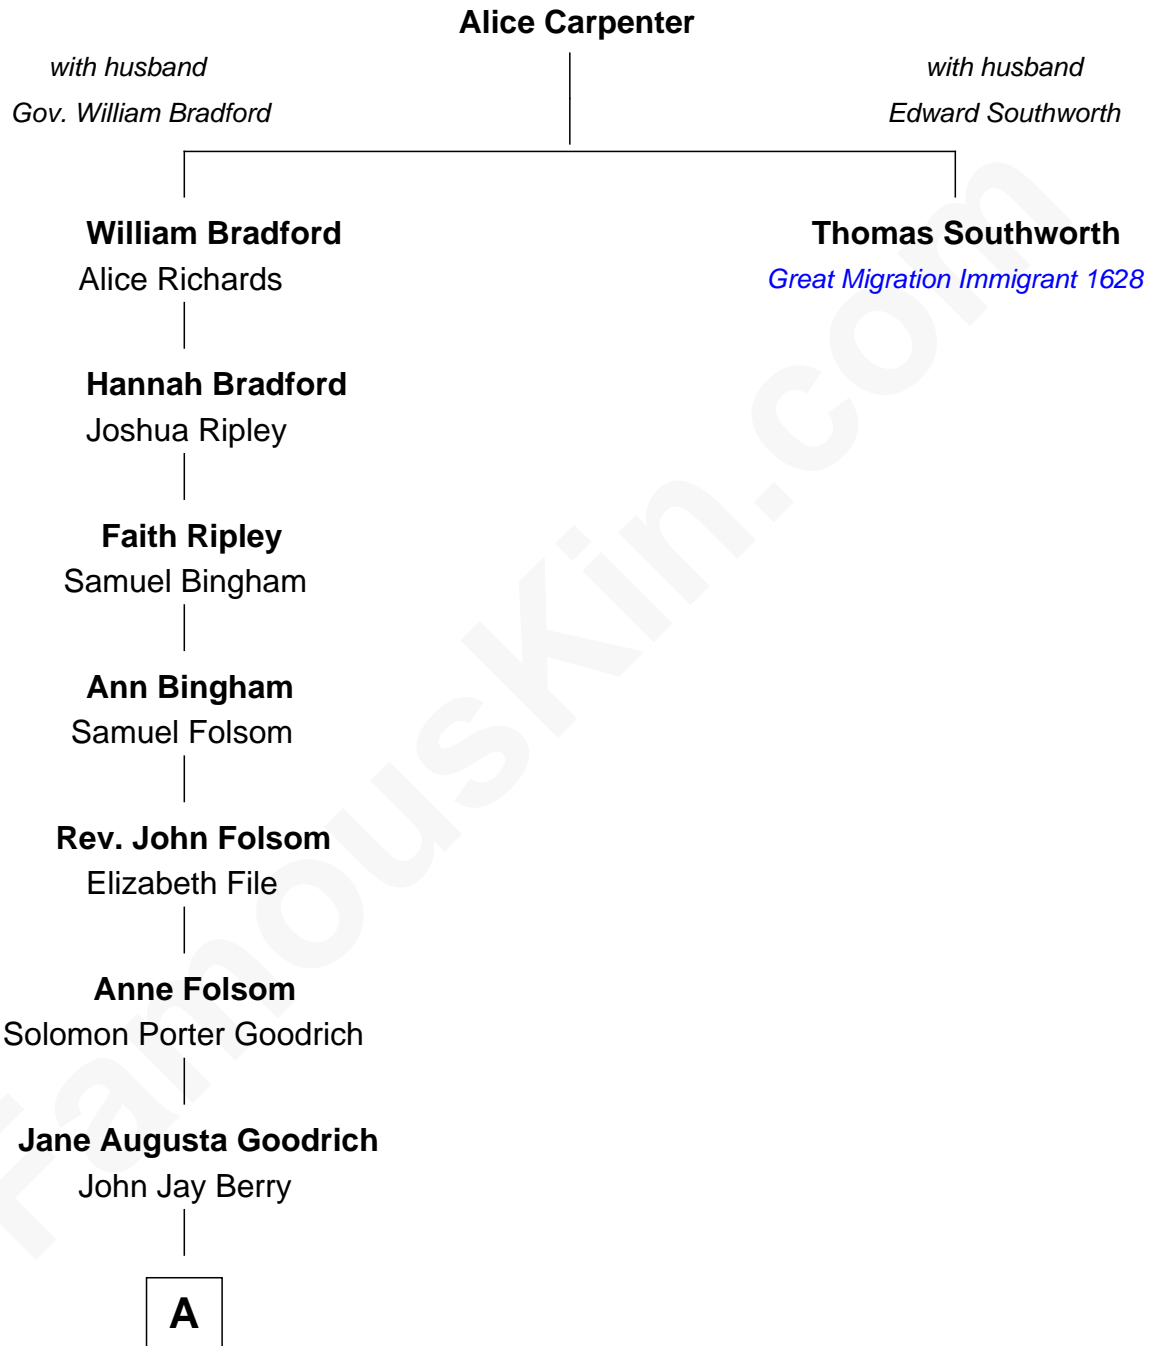 Alice Carpenter
with husband
Gov. William Bradford
with husband
Edward Southworth
William Bradford
Alice Richards
Thomas Southworth
Great Migration Immigrant 1628
Hannah Bradford
Joshua Ripley
Faith Ripley
Samuel Bingham
Ann Bingham
Samuel Folsom
Rev. John Folsom
Elizabeth File
Anne Folsom
Solomon Porter Goodrich
Jane Augusta Goodrich
John Jay Berry
A
FamousKin.com